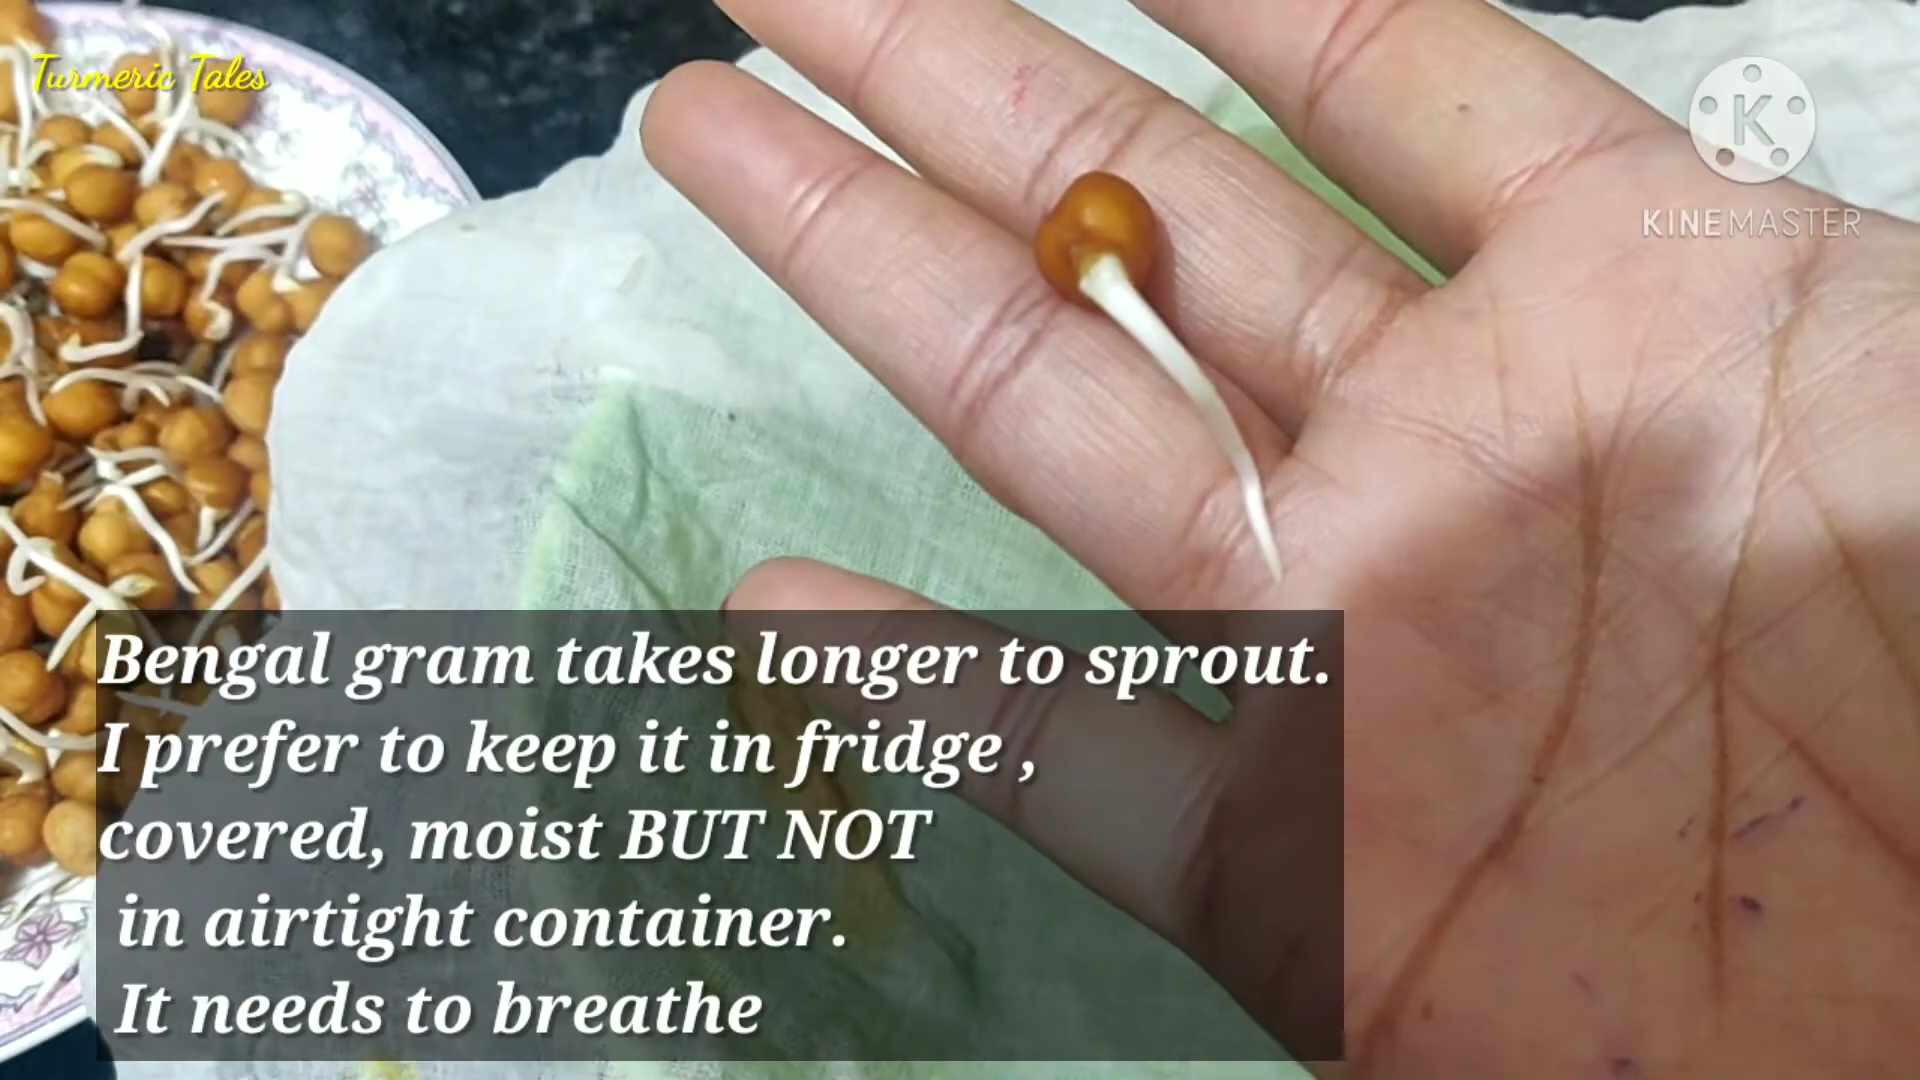 Turmeric Tales
K
KINEMASTER
Bengal gram takes longer to sprout.
I prefer to keep it in fridge ,
covered, moist BUT NOT
in airtight container.
It needs to breathe